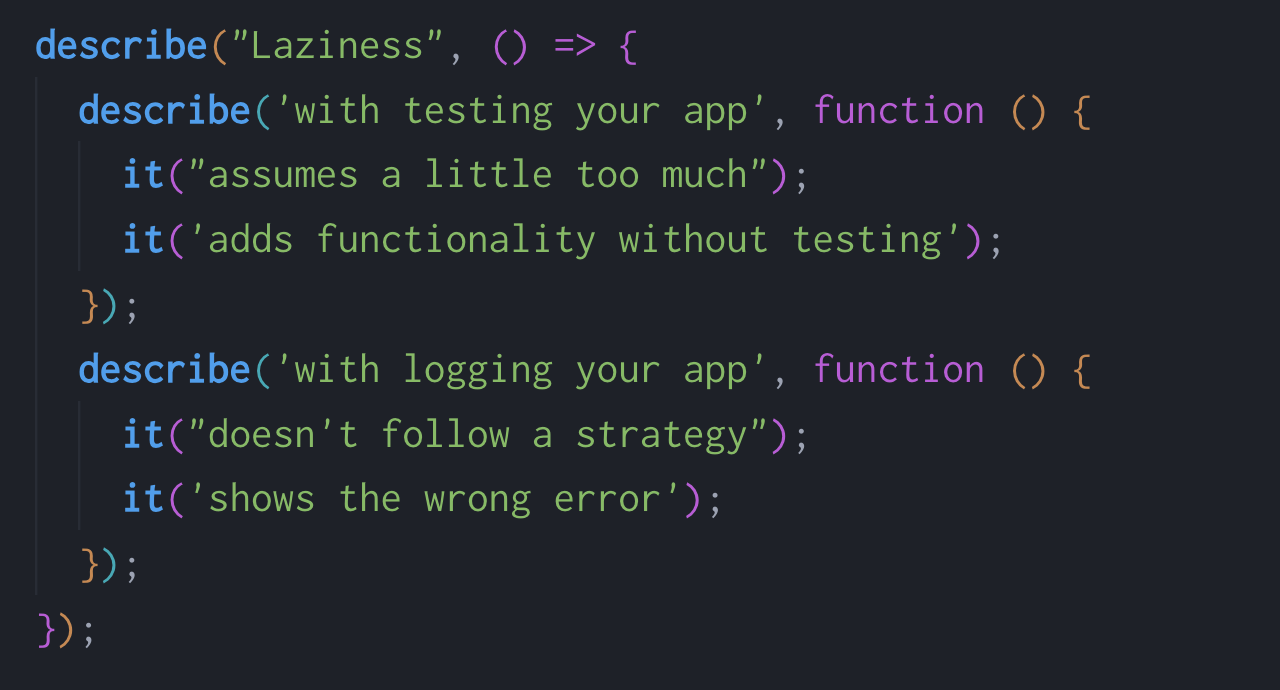 describe("Laziness", () => {
  describe('with testing your app', function () {
    it("assumes a little too much");
    it('adds functionality without testing');
  });
  describe('with logging your app', function () {
    it("doesn't follow a strategy");
    it('shows the wrong error');
  });
});